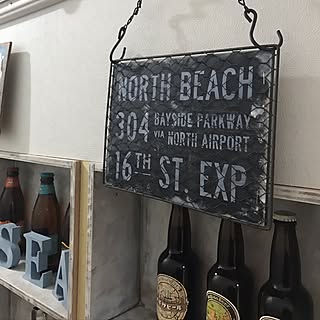 NORTH BEACH
304 BAYSIDE PARKWAY
VIA NORTH AIRPORT
16TH ST. EXP
SEA